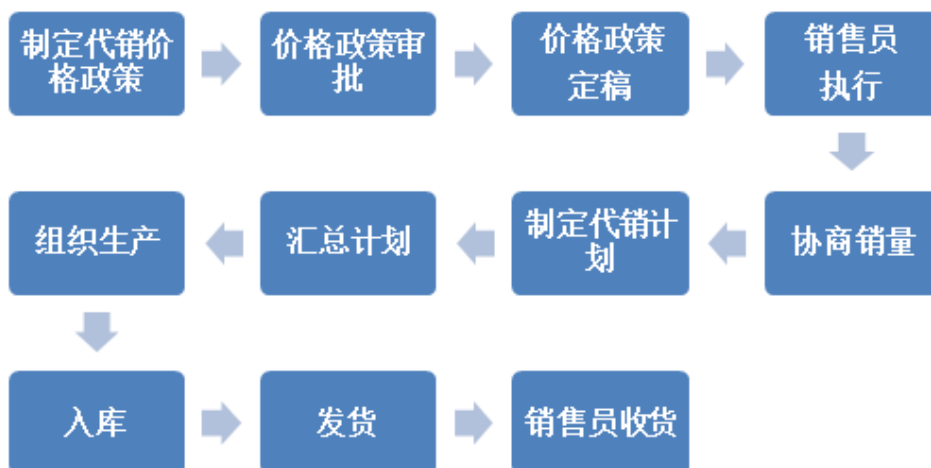 制定代销价
格政策
价格政策审
批
价格政策
定稿
销售员
执行
组织生产
汇总计划
制定代销计
划
协商销量
入库
发货
销售员收货